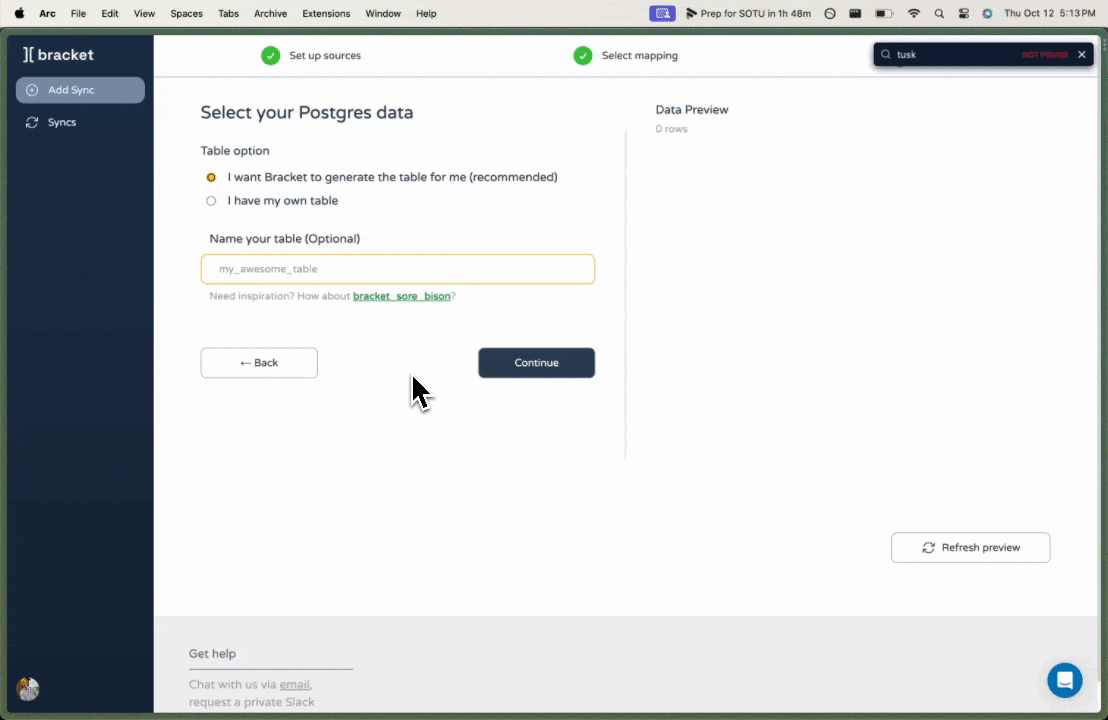 Arc File Edit View Spaces Tabs Archive Extensions Window Help Prep for SOTU in 1h 48m Thu Oct 12 5:13 PM
][ bracket
Set up sources
Select mapping
tusk NOT FOUND
Add Sync
Syncs
Select your Postgres data
Table option
I want Bracket to generate the table for me (recommended)
I have my own table
Name your table (Optional)
my_awesome_table
Need inspiration? How about bracket_sore_bison?
← Back
Continue
Data Preview
0 rows
Refresh preview
Get help
Chat with us via email,
request a private Slack